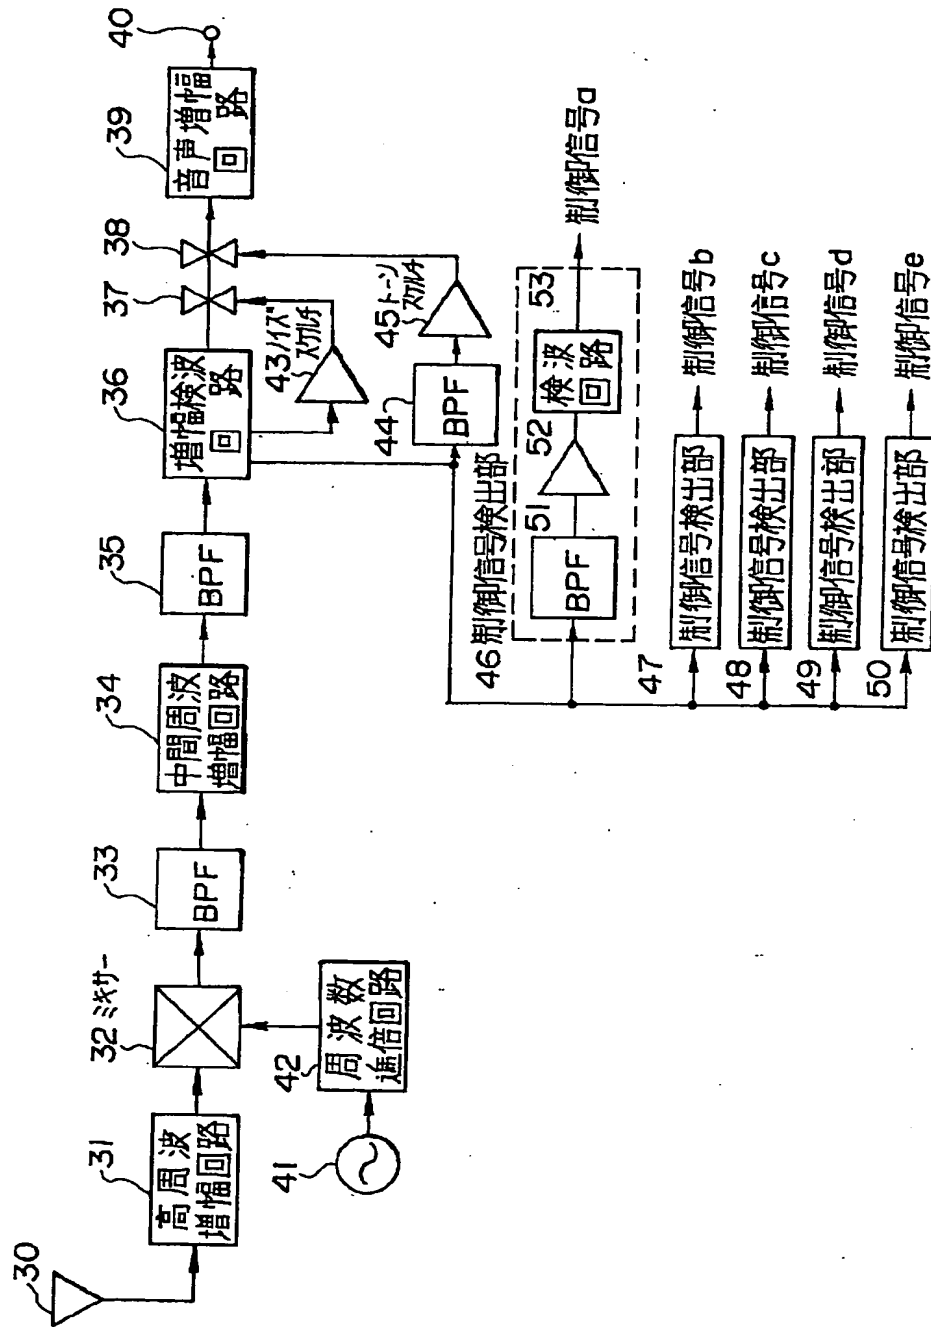 30
31
高周波
増幅回路
32 ミキサー
33
BPF
34
中間周波
増幅回路
35
BPF
36
増幅検波
回路
37
38
39
音声増幅
回路
40
41
42
周波数
逓倍回路
43 ノイズ
スケルチ
44
BPF
45 トーン
スケルチ
46 制御信号検出部
51
BPF
52
53
検波
回路
制御信号a
47
制御信号検出部
制御信号b
48
制御信号検出部
制御信号c
49
制御信号検出部
制御信号d
50
制御信号検出部
制御信号e